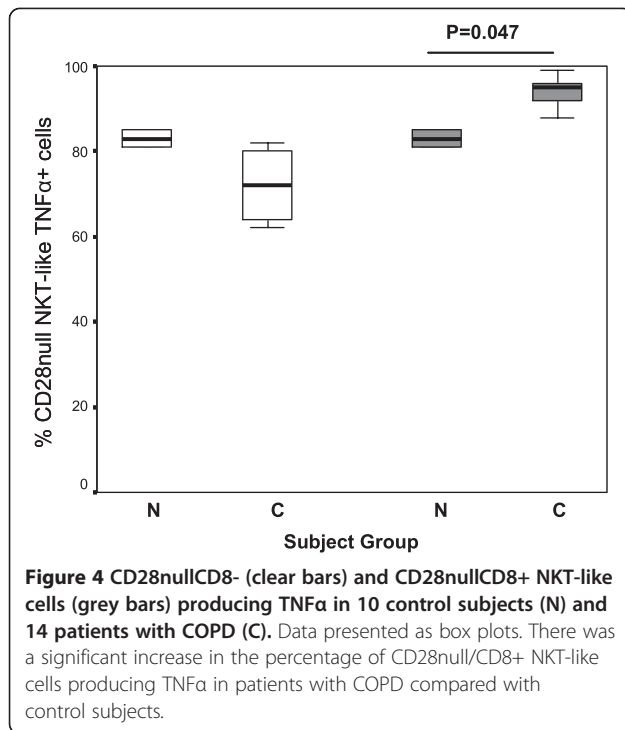 P=0.047
100
80
60
40
20
0
% CD28null NKT-like TNFα+ cells
N
C
N
C
Subject Group
Figure 4 CD28nullCD8- (clear bars) and CD28nullCD8+ NKT-like
cells (grey bars) producing TNFα in 10 control subjects (N) and
14 patients with COPD (C). Data presented as box plots. There was
a significant increase in the percentage of CD28null/CD8+ NKT-like
cells producing TNFα in patients with COPD compared with
control subjects.